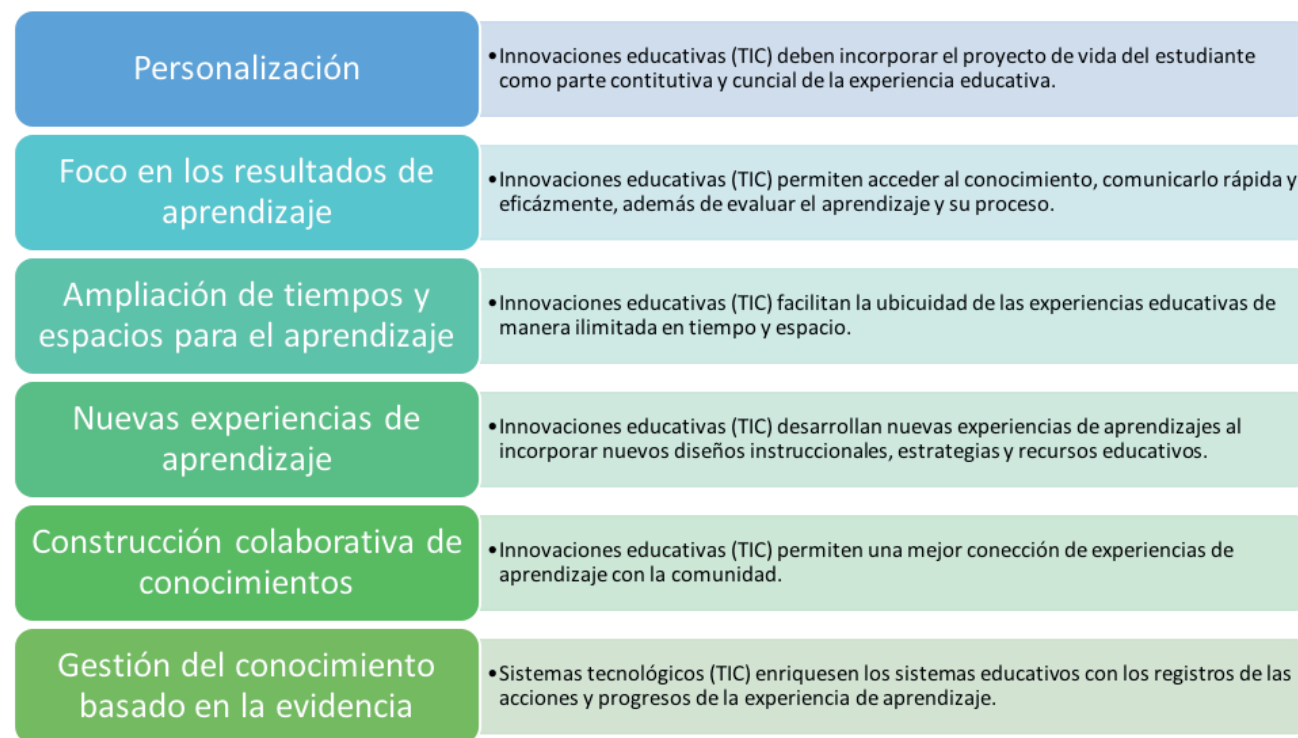 Personalización
•Innovaciones educativas (TIC) deben incorporar el proyecto de vida del estudiante
como parte contitutiva y cuncial de la experiencia educativa.
Foco en los resultados de
aprendizaje
•Innovaciones educativas (TIC) permiten acceder al conocimiento, comunicarlo rápida y
eficázmente, además de evaluar el aprendizaje y su proceso.
Ampliación de tiempos y
espacios para el aprendizaje
•Innovaciones educativas (TIC) facilitan la ubicuidad de las experiencias educativas de
manera ilimitada en tiempo y espacio.
Nuevas experiencias de
aprendizaje
•Innovaciones educativas (TIC) desarrollan nuevas experiencias de aprendizajes al
incorporar nuevos diseños instruccionales, estrategias y recursos educativos.
Construcción colaborativa de
conocimientos
•Innovaciones educativas (TIC) permiten una mejor conección de experiencias de
aprendizaje con la comunidad.
Gestión del conocimiento
basado en la evidencia
•Sistemas tecnológicos (TIC) enriquesen los sistemas educativos con los registros de las
acciones y progresos de la experiencia de aprendizaje.